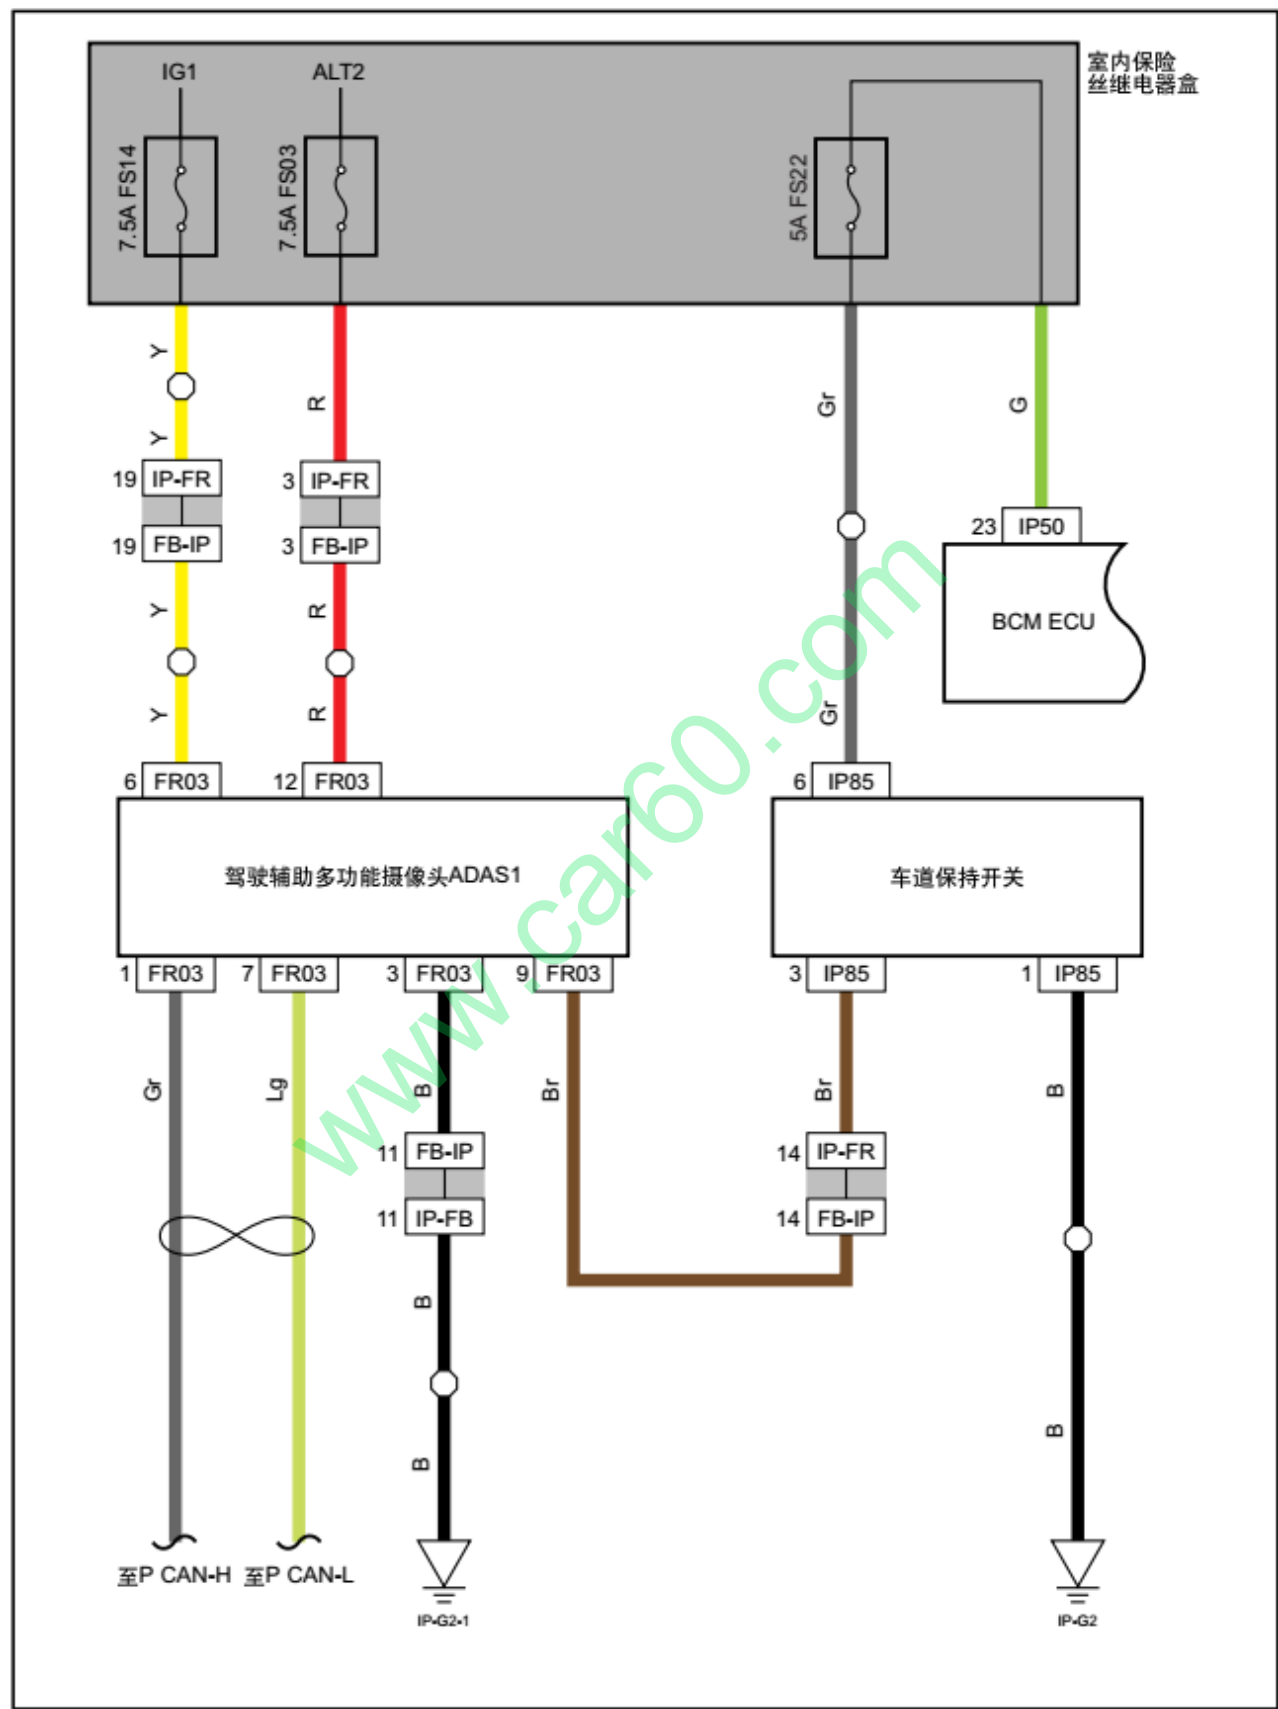 室内保险
丝继电器盒
IG1
ALT2
7.5A FS14
7.5A FS03
5A FS22
Y
R
Gr
G
Y
19 IP-FR
3 IP-FR
23 IP50
19 FB-IP
3 FB-IP
BCM ECU
Y
R
Y
R
Gr
6 FR03
12 FR03
6 IP85
驾驶辅助多功能摄像头ADAS1
车道保持开关
1 FR03
7 FR03
3 FR03
9 FR03
3 IP85
1 IP85
Gr
Lg
B
Br
Br
B
11 FB-IP
14 IP-FR
11 IP-FB
14 FB-IP
B
B
B
至P CAN-H
至P CAN-L
IP-G2-1
IP-G2
www.car60.com